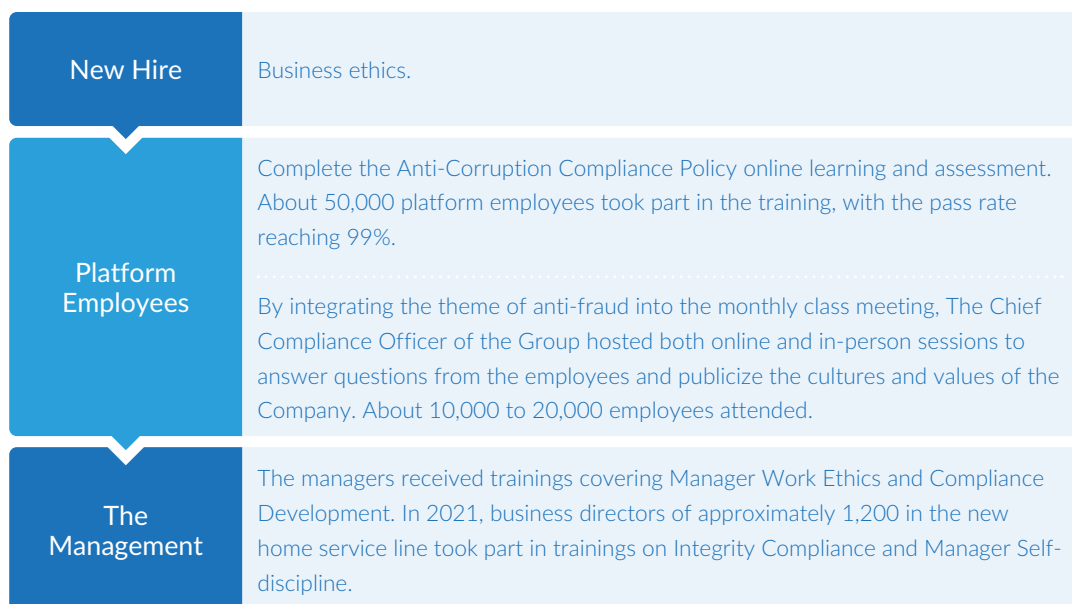 New Hire
Business ethics.
Platform
Employees
Complete the Anti-Corruption Compliance Policy online learning and assessment.
About 50,000 platform employees took part in the training, with the pass rate
reaching 99%.
By integrating the theme of anti-fraud into the monthly class meeting, The Chief
Compliance Officer of the Group hosted both online and in-person sessions to
answer questions from the employees and publicize the cultures and values of the
Company. About 10,000 to 20,000 employees attended.
The
Management
The managers received trainings covering Manager Work Ethics and Compliance
Development. In 2021, business directors of approximately 1,200 in the new
home service line took part in trainings on Integrity Compliance and Manager Self-
discipline.